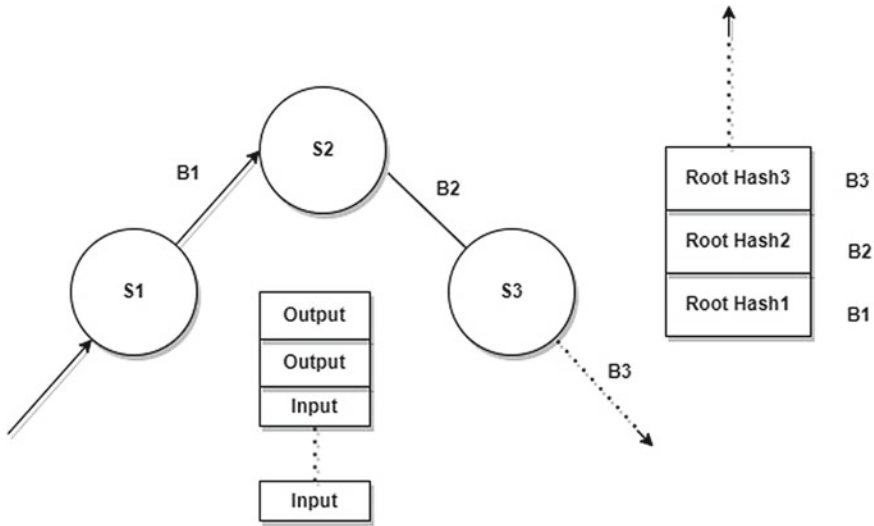 S2
B1
B2
S1
S3
Output
Output
Input
Input
B3
Root Hash3
B3
Root Hash2
B2
Root Hash1
B1